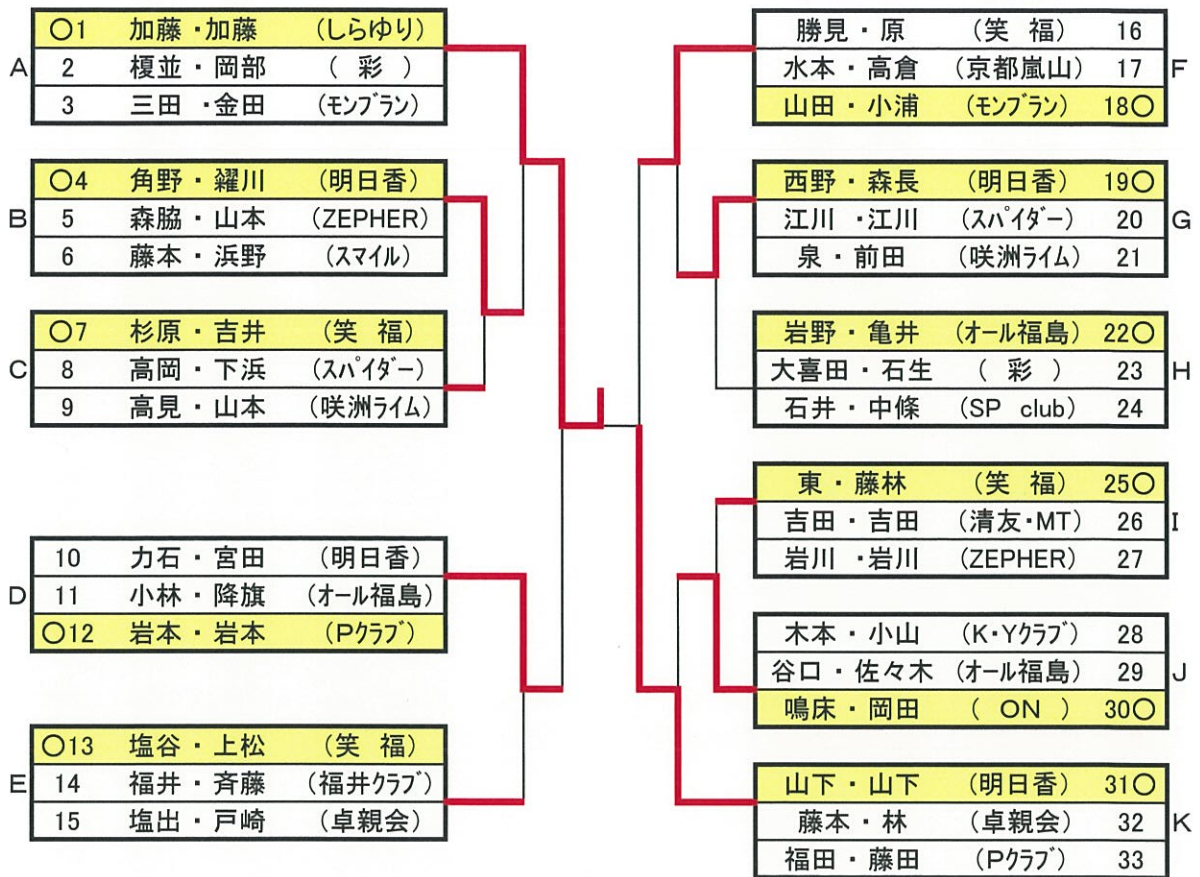 A
○1 加藤・加藤 (しらゆり)
2 榎並・岡部 (彩)
3 三田・金田 (モンブラン)
B
○4 角野・糴川 (明日香)
5 森脇・山本 (ZEPHER)
6 藤本・浜野 (スマイル)
C
○7 杉原・吉井 (笑福)
8 高岡・下浜 (スパイダー)
9 高見・山本 (咲洲ライム)
D
10 力石・宮田 (明日香)
11 小林・降旗 (オール福島)
○12 岩本・岩本 (Pクラブ)
E
○13 塩谷・上松 (笑福)
14 福井・斉藤 (福井クラブ)
15 塩出・戸崎 (卓親会)
勝見・原 (笑福) 16
水本・高倉 (京都嵐山) 17
山田・小浦 (モンブラン) 18○
F
西野・森長 (明日香) 19○
江川・江川 (スパイダー) 20
泉・前田 (咲洲ライム) 21
G
岩野・亀井 (オール福島) 22○
大喜田・石生 (彩) 23
石井・中條 (SP club) 24
H
東・藤林 (笑福) 25○
吉田・吉田 (清友・MT) 26
岩川・岩川 (ZEPHER) 27
I
木本・小山 (K・Yクラブ) 28
谷口・佐々木 (オール福島) 29
鳴床・岡田 (ON) 30○
J
山下・山下 (明日香) 31○
藤本・林 (卓親会) 32
福田・藤田 (Pクラブ) 33
K